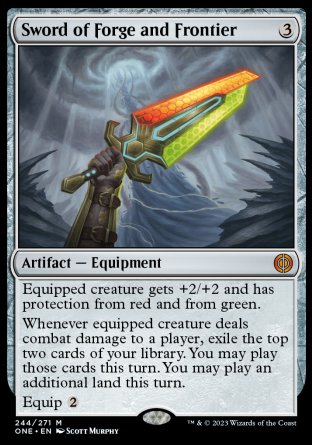 Sword of Forge and Frontier 3
Artifact — Equipment
Equipped creature gets +2/+2 and has
protection from red and from green.
Whenever equipped creature deals
combat damage to a player, exile the top
two cards of your library. You may play
those cards this turn. You may play an
additional land this turn.
Equip 2
244/271 M
ONE • EN Scott Murphy
™ & © 2023 Wizards of the Coast